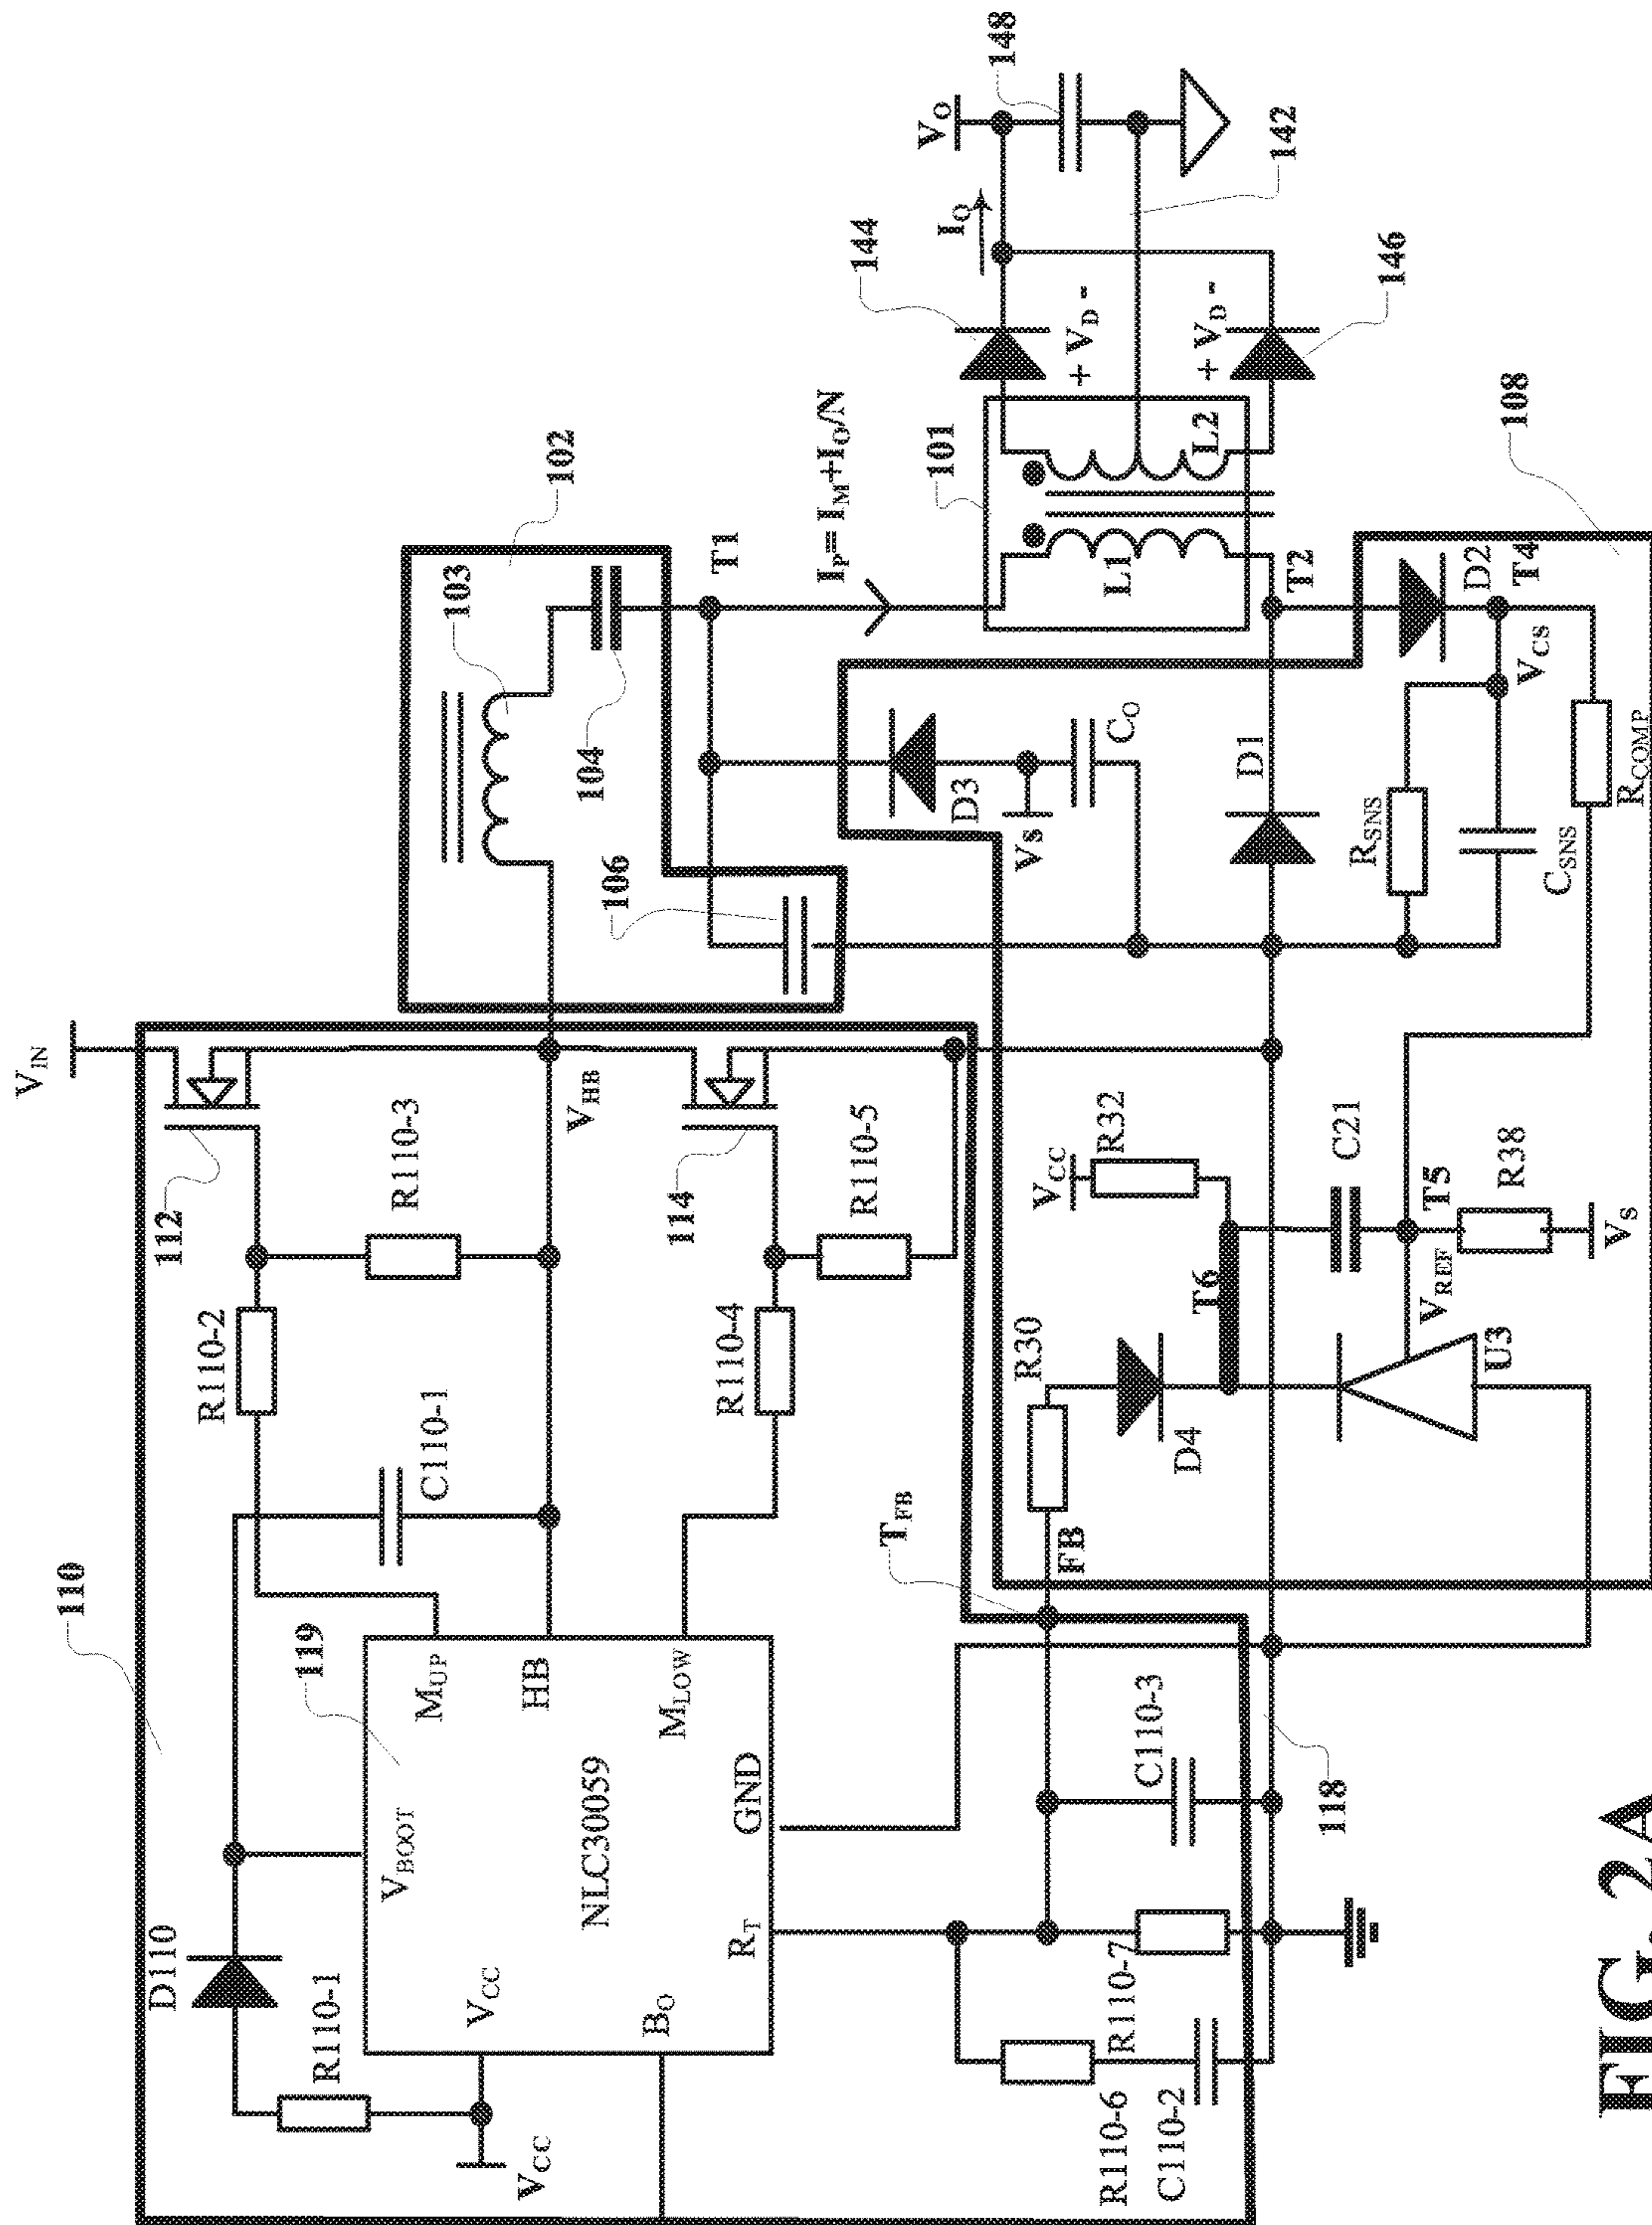 110
D110
R110-1
VCC
VBOOT
VCC
BO
RT
GND
NLC30059
119
MUP
HB
MLOW
R110-2
C110-1
R110-3
112
VIN
VHB
114
R110-4
R110-5
R110-6
C110-2
R110-7
C110-3
118
TFB
FB
R30
D4
T6
VCC
R32
C21
T5
VREF
U3
R38
VS
102
103
104
106
T1
IP= IM+IO/N
101
L1
L2
T2
D3
VS
CO
D1
D2
T4
VCS
RSNS
CSNS
RCOMP
108
144
146
+ VD -
+ VD -
IO
VO
148
142
FIG. 2A